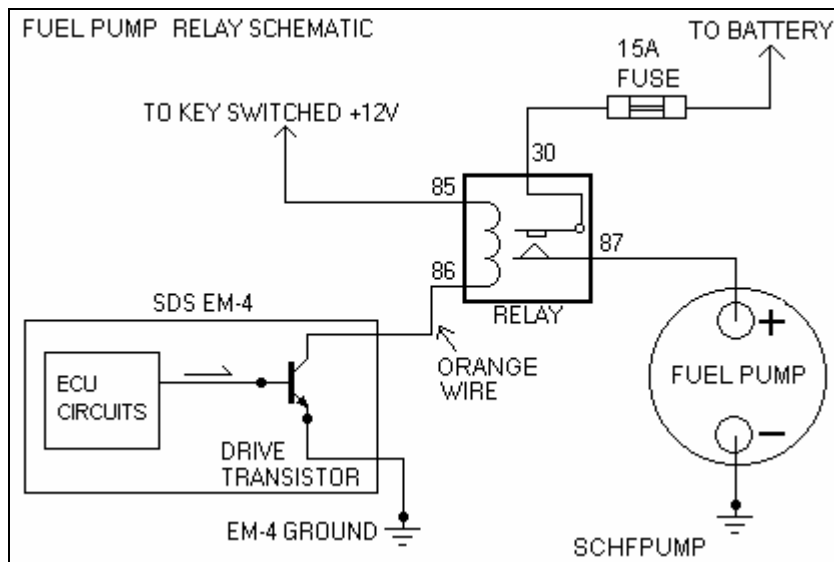 FUEL PUMP RELAY SCHEMATIC
TO BATTERY
15A
FUSE
TO KEY SWITCHED +12V
30
85
87
86
RELAY
SDS EM-4
ORANGE
WIRE
ECU
CIRCUITS
DRIVE
TRANSISTOR
EM-4 GROUND
+
FUEL PUMP
−
SCHFPUMP